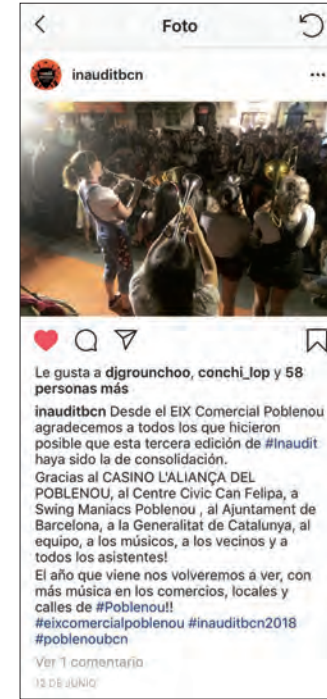 Foto
inauditbcn
Le gusta a djgrounchoo, conchi_lop y 58
personas más
inauditbcn Desde el EIX Comercial Poblenou
agradecemos a todos los que hicieron
posible que esta tercera edición de #Inaudit
haya sido la de consolidación.
Gracias al CASINO L'ALIANÇA DEL
POBLENOU, al Centre Civic Can Felipa, a
Swing Maniacs Poblenou , al Ajuntament de
Barcelona, a la Generalitat de Catalunya, al
equipo, a los músicos, a los vecinos y a
todos los asistentes!
El año que viene nos volveremos a ver, con
más música en los comercios, locales y
calles de #Poblenou!!
#eixcomercialpoblenou #inauditbcn2018
#poblenoubcn
Ver 1 comentario
12 DE JUNIO